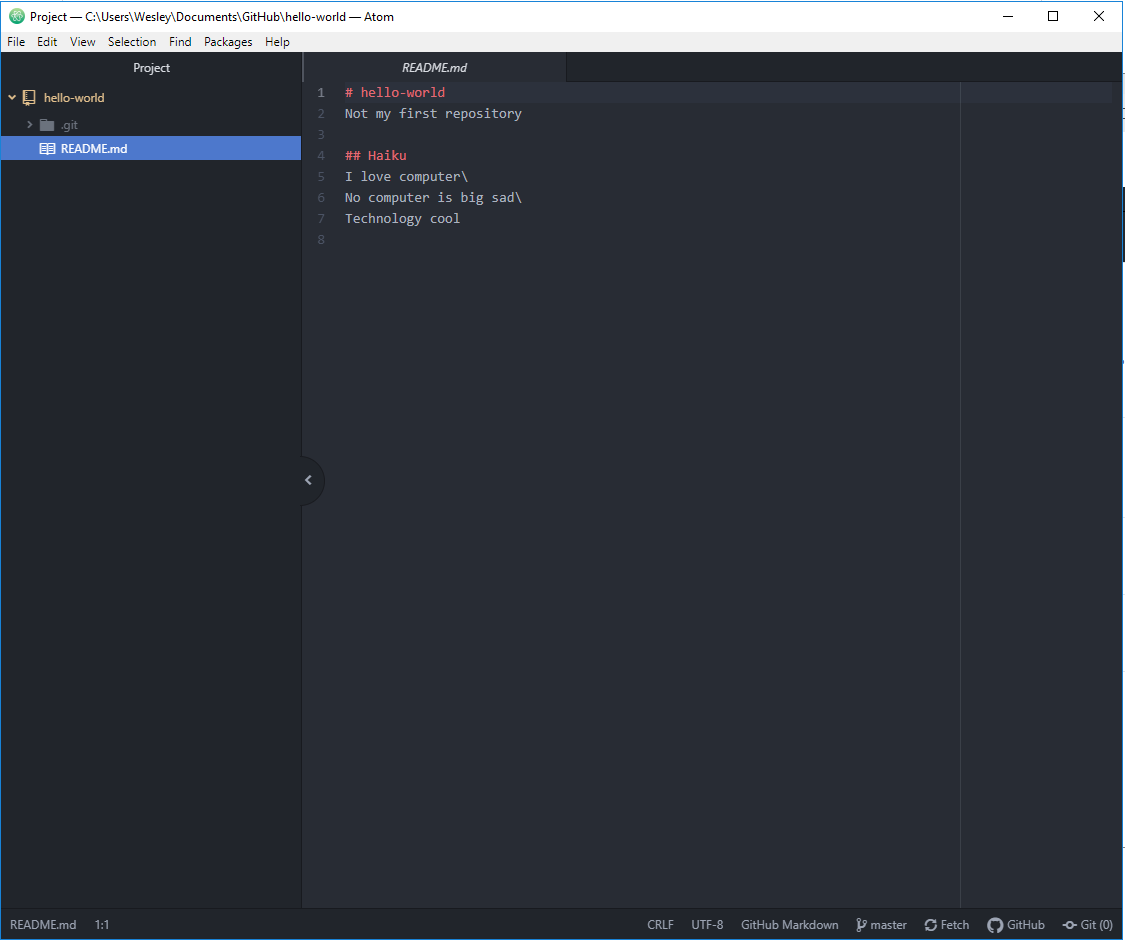 Project — C:\Users\Wesley\Documents\GitHub\hello-world — Atom
File Edit View Selection Find Packages Help
Project
hello-world
.git
README.md
README.md
1 # hello-world
2 Not my first repository
3
4 ## Haiku
5 I love computer\
6 No computer is big sad\
7 Technology cool
8
README.md 1:1 CRLF UTF-8 GitHub Markdown master Fetch GitHub Git (0)